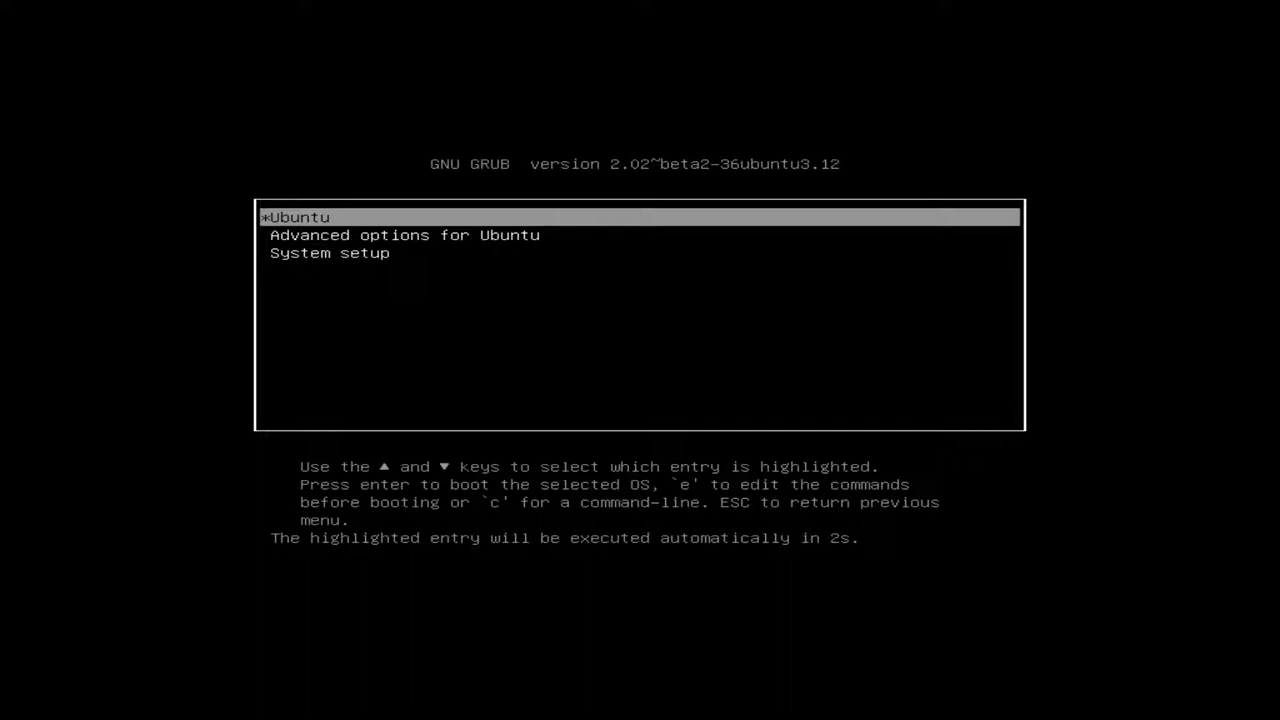 GNU GRUB  version 2.02~beta2-36ubuntu3.12
*Ubuntu
Advanced options for Ubuntu
System setup
Use the ▲ and ▼ keys to select which entry is highlighted.
Press enter to boot the selected OS, `e' to edit the commands
before booting or `c' for a command-line. ESC to return previous
menu.
The highlighted entry will be executed automatically in 2s.